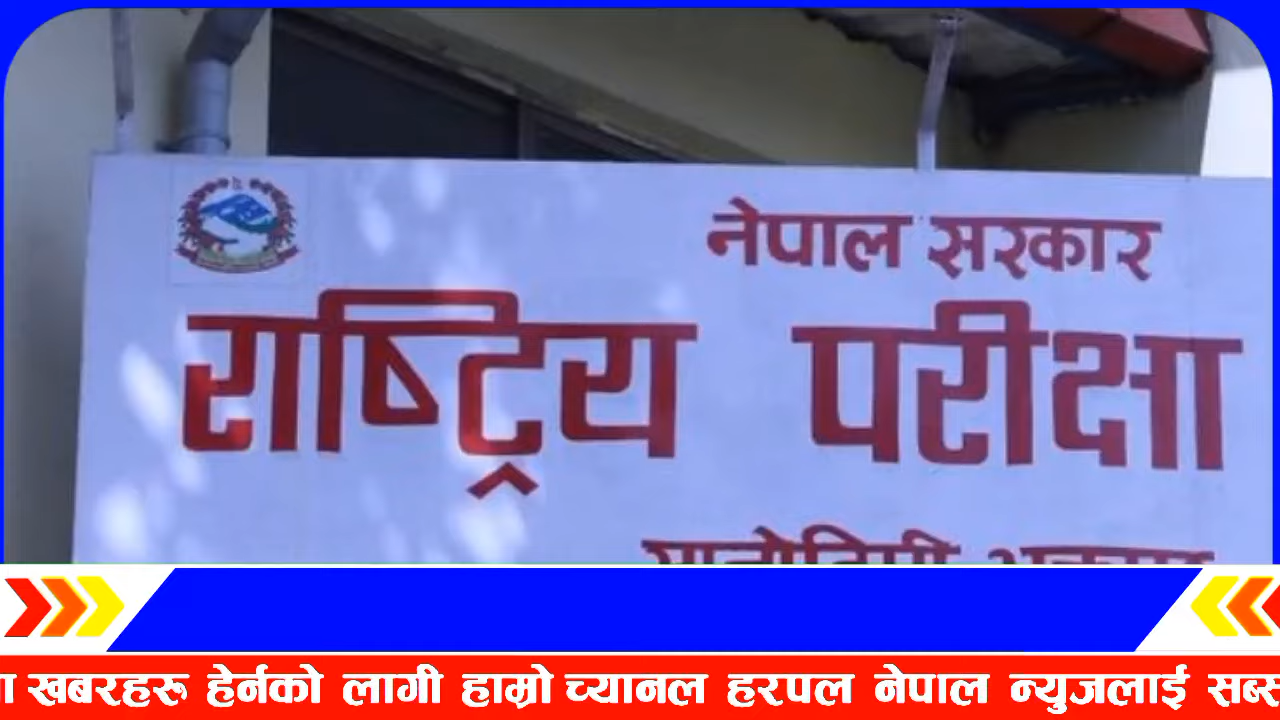 नेपाल सरकार
राष्ट्रिय परीक्षा
खबरहरू हेर्नको लागी हाम्रो च्यानल हरपल नेपाल न्युजलाई